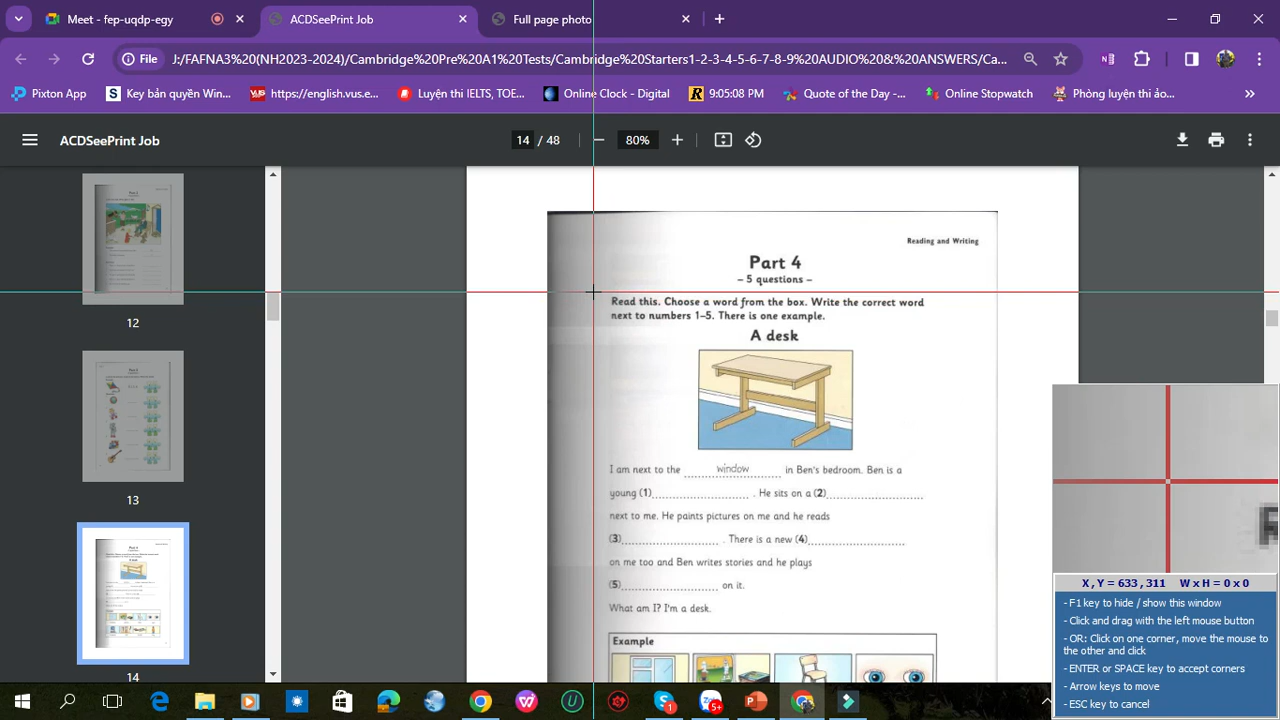 Meet - fep-uqdp-egy
ACDSeePrint Job
Full page photo
File
J:/FAFNA3%20(NH2023-2024)/Cambridge%20Pre%20A1%20Tests/Cambridge%20Starters1-2-3-4-5-6-7-8-9%20AUDIO%20&%20ANSWERS/Ca...
Pixton App
Key bản quyền Win...
https://english.vus.e...
Luyện thi IELTS, TOE...
Online Clock - Digital
9:05:08 PM
Quote of the Day -...
Online Stopwatch
Phòng luyện thi ảo...
ACDSeePrint Job
14 / 48
80%
12
13
14
Reading and Writing
Part 4
– 5 questions –
Read this. Choose a word from the box. Write the correct word
next to numbers 1–5. There is one example.
A desk
I am next to the window in Ben's bedroom. Ben is a
young (1) . He sits on a (2)
next to me. He paints pictures on me and he reads
(3) . There is a new (4)
on me too and Ben writes stories and he plays
(5) on it.
What am I? I'm a desk.
Example
X , Y = 633 , 311 W x H = 0 x 0
- F1 key to hide / show this window
- Click and drag with the left mouse button
- OR: Click on one corner, move the mouse to
the other and click
- ENTER or SPACE key to accept corners
- Arrow keys to move
- ESC key to cancel